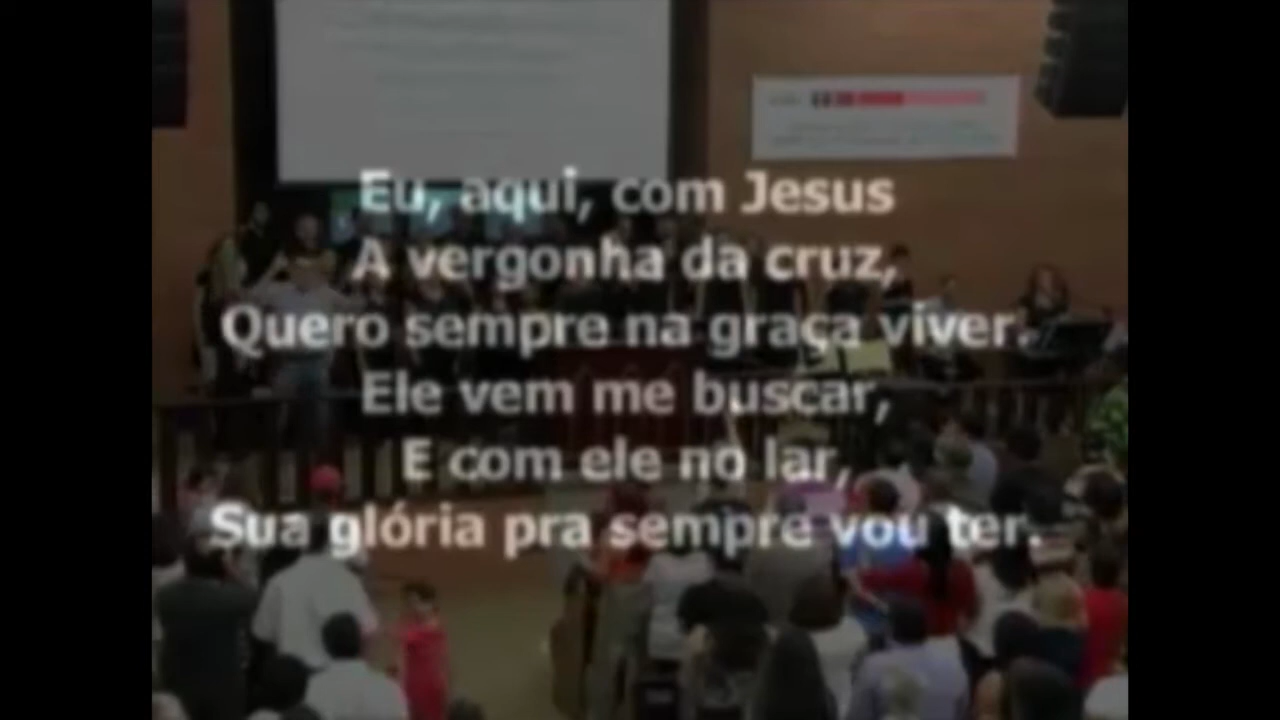 Eu, aqui, com Jesus
A vergonha da cruz,
Quero sempre na graça viver.
Ele vem me buscar,
E com ele no lar,
Sua glória pra sempre vou ter.